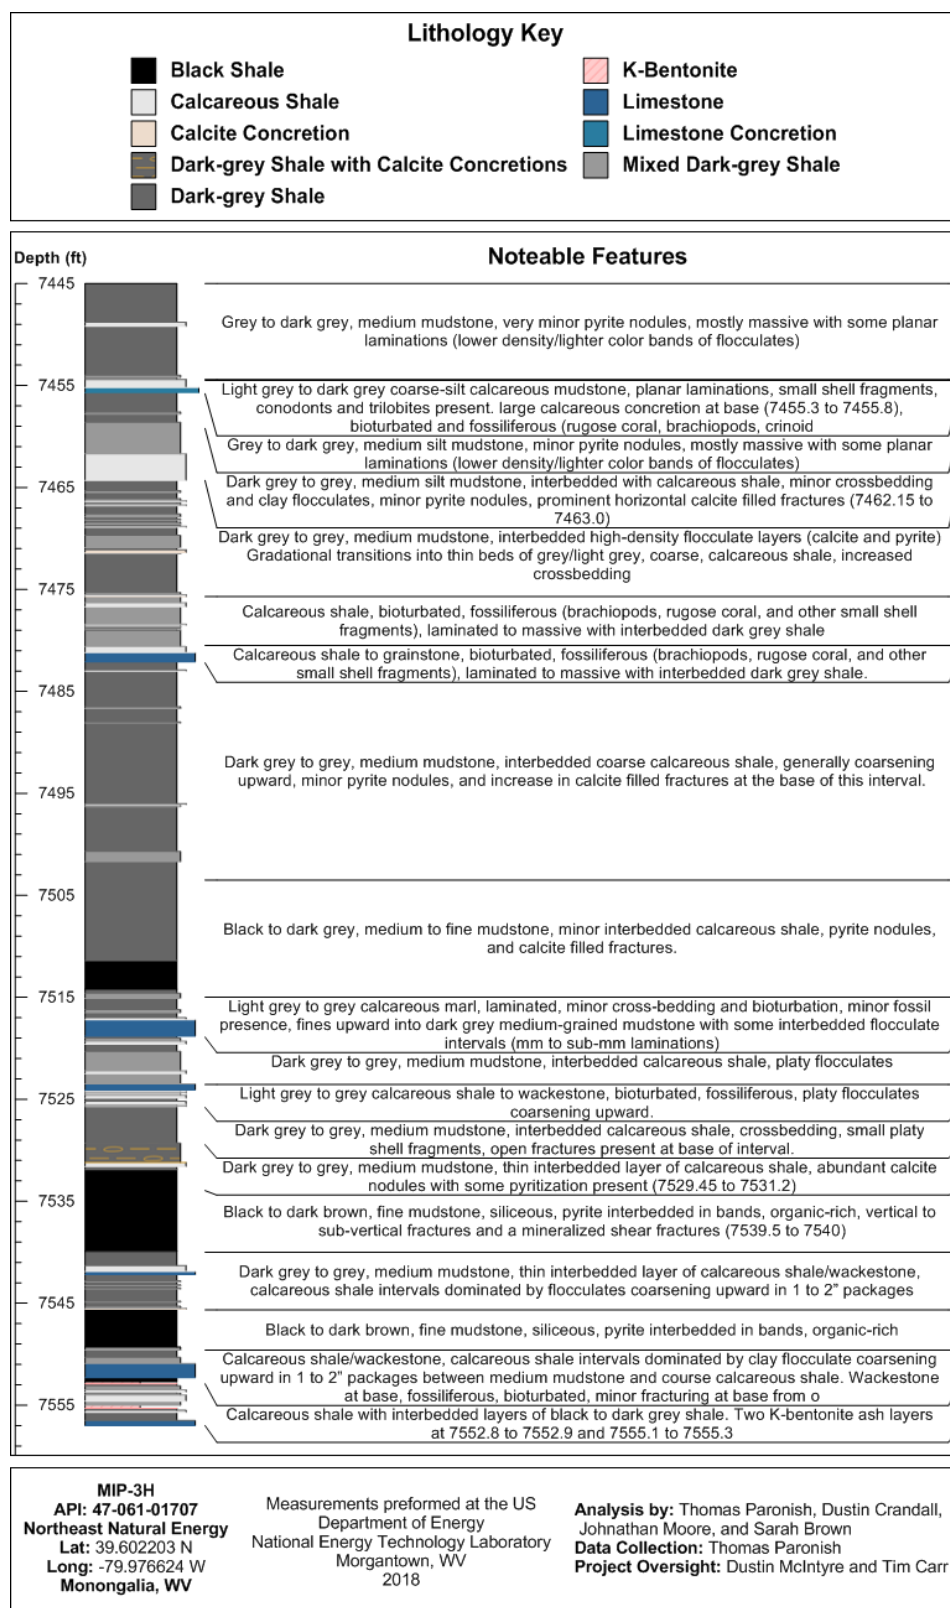 Lithology Key
Black Shale
Calcareous Shale
Calcite Concretion
Dark-grey Shale with Calcite Concretions
Dark-grey Shale
K-Bentonite
Limestone
Limestone Concretion
Mixed Dark-grey Shale
Depth (ft)
Noteable Features
7445
Grey to dark grey, medium mudstone, very minor pyrite nodules, mostly massive with some planar
laminations (lower density/lighter color bands of flocculates)
7455
Light grey to dark grey coarse-silt calcareous mudstone, planar laminations, small shell fragments,
conodonts and trilobites present. large calcareous concretion at base (7455.3 to 7455.8),
bioturbated and fossiliferous (rugose coral, brachiopods, crinoid
Grey to dark grey, medium silt mudstone, minor pyrite nodules, mostly massive with some planar
laminations (lower density/lighter color bands of flocculates)
7465
Dark grey to grey, medium silt mudstone, interbedded with calcareous shale, minor crossbedding
and clay flocculates, minor pyrite nodules, prominent horizontal calcite filled fractures (7462.15 to
7463.0)
Dark grey to grey, medium mudstone, interbedded high-density flocculate layers (calcite and pyrite)
Gradational transitions into thin beds of grey/light grey, coarse, calcareous shale, increased
crossbedding
7475
Calcareous shale, bioturbated, fossiliferous (brachiopods, rugose coral, and other small shell
fragments), laminated to massive with interbedded dark grey shale
Calcareous shale to grainstone, bioturbated, fossiliferous (brachiopods, rugose coral, and other
small shell fragments), laminated to massive with interbedded dark grey shale.
7485
Dark grey to grey, medium mudstone, interbedded coarse calcareous shale, generally coarsening
upward, minor pyrite nodules, and increase in calcite filled fractures at the base of this interval.
7495
7505
Black to dark grey, medium to fine mudstone, minor interbedded calcareous shale, pyrite nodules,
and calcite filled fractures.
7515
Light grey to grey calcareous marl, laminated, minor cross-bedding and bioturbation, minor fossil
presence, fines upward into dark grey medium-grained mudstone with some interbedded flocculate
intervals (mm to sub-mm laminations)
Dark grey to grey, medium mudstone, interbedded calcareous shale, platy flocculates
7525
Light grey to grey calcareous shale to wackestone, bioturbated, fossiliferous, platy flocculates
coarsening upward.
Dark grey to grey, medium mudstone, interbedded calcareous shale, crossbedding, small platy
shell fragments, open fractures present at base of interval.
Dark grey to grey, medium mudstone, thin interbedded layer of calcareous shale, abundant calcite
nodules with some pyritization present (7529.45 to 7531.2)
7535
Black to dark brown, fine mudstone, siliceous, pyrite interbedded in bands, organic-rich, vertical to
sub-vertical fractures and a mineralized shear fractures (7539.5 to 7540)
Dark grey to grey, medium mudstone, thin interbedded layer of calcareous shale/wackestone,
calcareous shale intervals dominated by flocculates coarsening upward in 1 to 2" packages
7545
Black to dark brown, fine mudstone, siliceous, pyrite interbedded in bands, organic-rich
Calcareous shale/wackestone, calcareous shale intervals dominated by clay flocculate coarsening
upward in 1 to 2" packages between medium mudstone and course calcareous shale. Wackestone
at base, fossiliferous, bioturbated, minor fracturing at base from o
7555
Calcareous shale with interbedded layers of black to dark grey shale. Two K-bentonite ash layers
at 7552.8 to 7552.9 and 7555.1 to 7555.3
MIP-3H
API: 47-061-01707
Northeast Natural Energy
Lat: 39.602203 N
Long: -79.976624 W
Monongalia, WV
Measurements preformed at the US
Department of Energy
National Energy Technology Laboratory
Morgantown, WV
2018
Analysis by: Thomas Paronish, Dustin Crandall,
Johnathan Moore, and Sarah Brown
Data Collection: Thomas Paronish
Project Oversight: Dustin McIntyre and Tim Carr